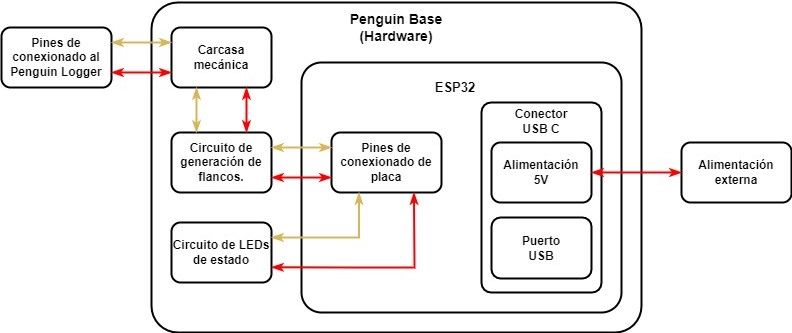 Penguin Base
(Hardware)
Pines de
conexionado al
Penguin Logger
Carcasa
mecánica
ESP32
Conector
USB C
Circuito de
generación de
flancos.
Pines de
conexionado de
placa
Alimentación
5V
Alimentación
externa
Circuito de LEDs
de estado
Puerto
USB